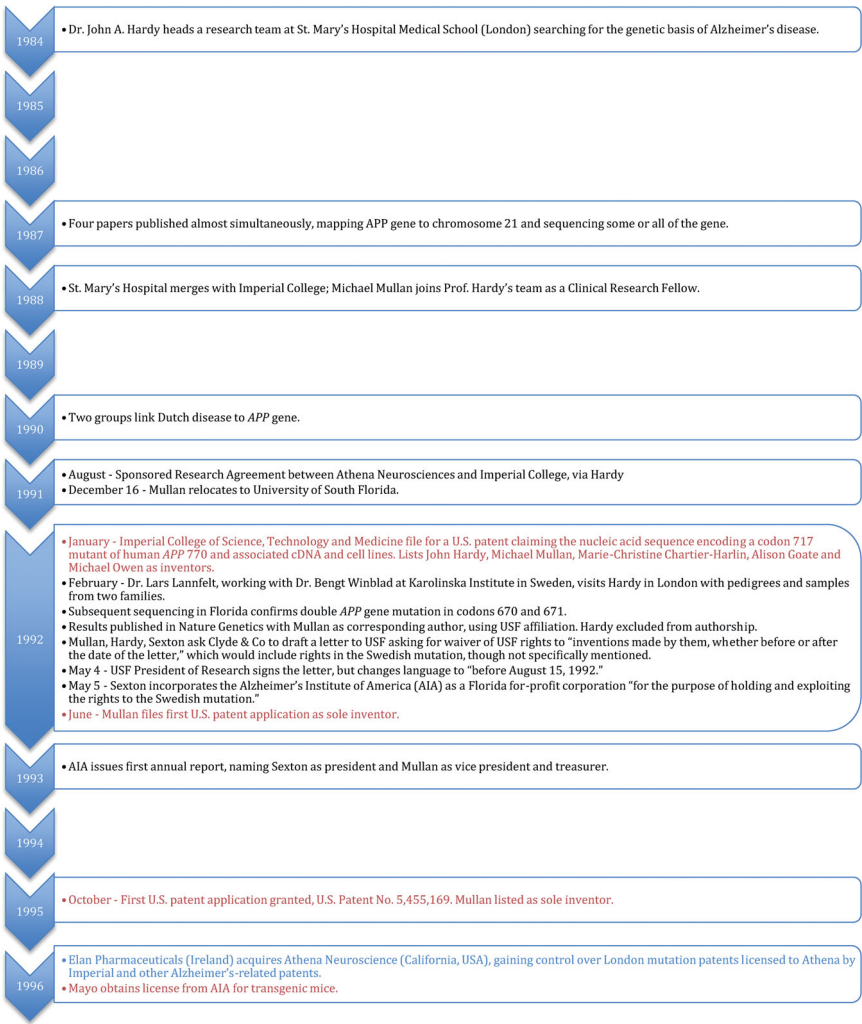 1984
•Dr. John A. Hardy heads a research team at St. Mary's Hospital Medical School (London) searching for the genetic basis of Alzheimer's disease.
1985
1986
1987
•Four papers published almost simultaneously, mapping APP gene to chromosome 21 and sequencing some or all of the gene.
1988
•St. Mary's Hospital merges with Imperial College; Michael Mullan joins Prof. Hardy's team as a Clinical Research Fellow.
1989
1990
•Two groups link Dutch disease to APP gene.
1991
•August - Sponsored Research Agreement between Athena Neurosciences and Imperial College, via Hardy
•December 16 - Mullan relocates to University of South Florida.
1992
•January - Imperial College of Science, Technology and Medicine file for a U.S. patent claiming the nucleic acid sequence encoding a codon 717
mutant of human APP 770 and associated cDNA and cell lines. Lists John Hardy, Michael Mullan, Marie-Christine Chartier-Harlin, Alison Goate and
Michael Owen as inventors.
•February - Dr. Lars Lannfelt, working with Dr. Bengt Winblad at Karolinska Institute in Sweden, visits Hardy in London with pedigrees and samples
from two families.
•Subsequent sequencing in Florida confirms double APP gene mutation in codons 670 and 671.
•Results published in Nature Genetics with Mullan as corresponding author, using USF affiliation. Hardy excluded from authorship.
•Mullan, Hardy, Sexton ask Clyde & Co to draft a letter to USF asking for waiver of USF rights to "inventions made by them, whether before or after
the date of the letter," which would include rights in the Swedish mutation, though not specifically mentioned.
•May 4 - USF President of Research signs the letter, but changes language to "before August 15, 1992."
•May 5 - Sexton incorporates the Alzheimer's Institute of America (AIA) as a Florida for-profit corporation "for the purpose of holding and exploiting
the rights to the Swedish mutation."
•June - Mullan files first U.S. patent application as sole inventor.
1993
•AIA issues first annual report, naming Sexton as president and Mullan as vice president and treasurer.
1994
1995
•October - First U.S. patent application granted, U.S. Patent No. 5,455,169. Mullan listed as sole inventor.
1996
•Elan Pharmaceuticals (Ireland) acquires Athena Neuroscience (California, USA), gaining control over London mutation patents licensed to Athena by
Imperial and other Alzheimer's-related patents.
•Mayo obtains license from AIA for transgenic mice.